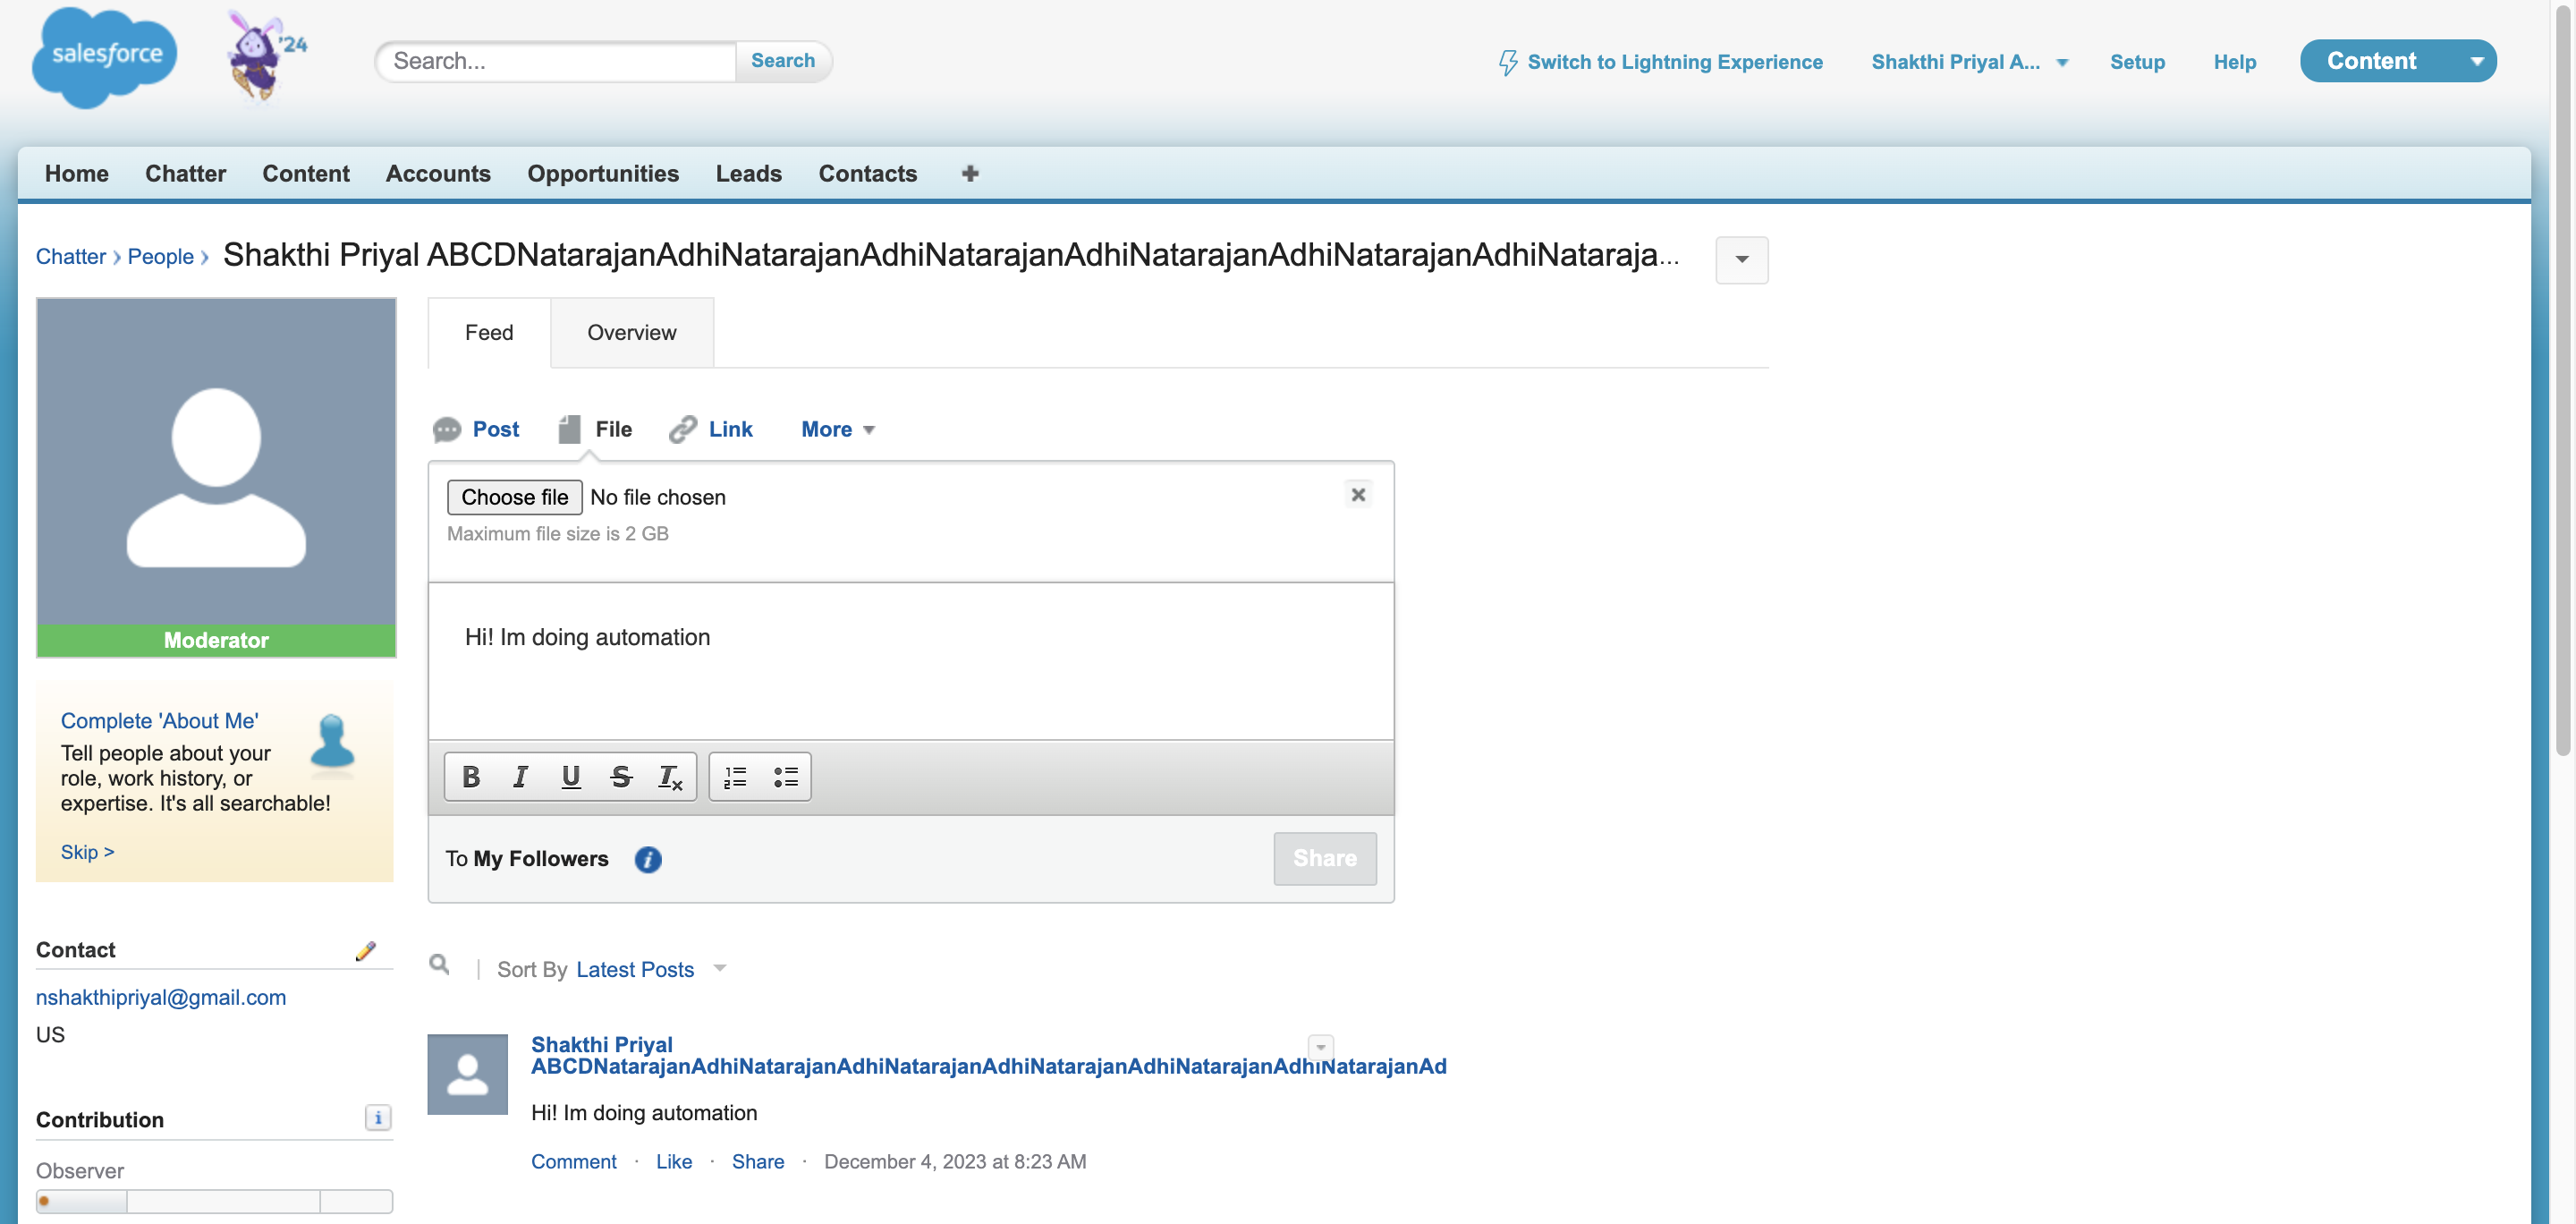 salesforce
'24
Search...
Search
Switch to Lightning Experience
Shakthi Priyal A...
Setup
Help
Content
Home
Chatter
Content
Accounts
Opportunities
Leads
Contacts
Chatter
People
Shakthi Priyal ABCDNatarajanAdhiNatarajanAdhiNatarajanAdhiNatarajanAdhiNatarajanAdhiNataraja...
Moderator
Complete 'About Me'
Tell people about your
role, work history, or
expertise. It's all searchable!
Skip >
Contact
nshakthipriyal@gmail.com
US
Contribution
Observer
Feed
Overview
Post
File
Link
More
Choose file No file chosen
Maximum file size is 2 GB
Hi! Im doing automation
B I U S Tx
To My Followers
Share
Sort By Latest Posts
Shakthi Priyal
ABCDNatarajanAdhiNatarajanAdhiNatarajanAdhiNatarajanAdhiNatarajanAdhiNatarajanAd
Hi! Im doing automation
Comment · Like · Share · December 4, 2023 at 8:23 AM